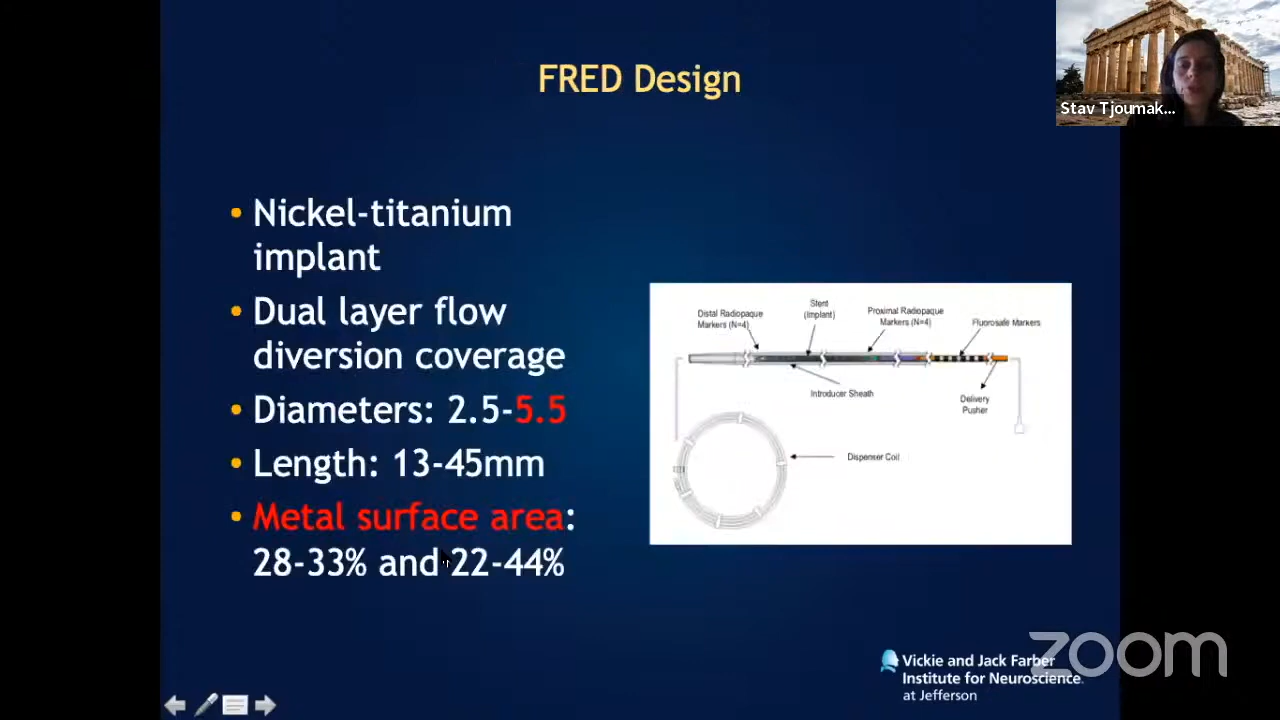 FRED Design
Stav Tjoumak...
• Nickel-titanium
implant
• Dual layer flow
diversion coverage
• Diameters: 2.5-5.5
• Length: 13-45mm
• Metal surface area:
28-33% and 22-44%
Distal Radiopaque
Markers (N=4)
Stent
(Implant)
Proximal Radiopaque
Markers (N=4)
Fluorosafe Markers
Introducer Sheath
Delivery
Pusher
Dispenser Coil
Vickie and Jack Farber
Institute for Neuroscience
at Jefferson
zoom